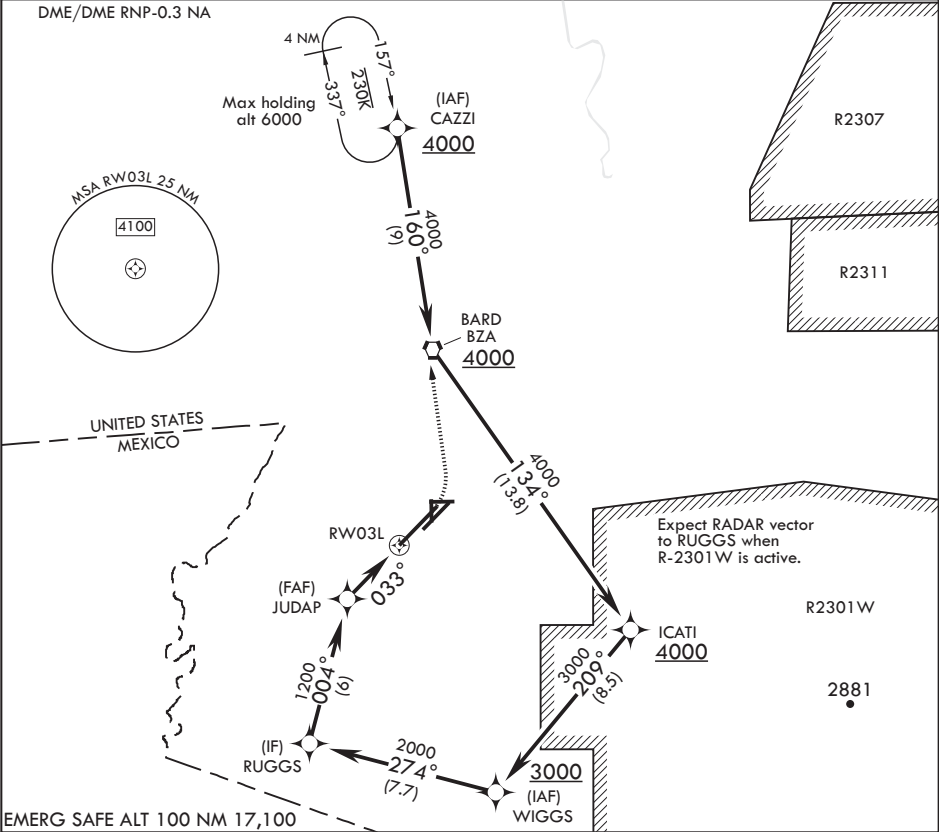 DME/DME RNP-0.3 NA
4 NM
157°
337°
230K
Max holding
alt 6000
(IAF)
CAZZI
4000
R2307
MSA RW03L 25 NM
4100
4000
160°
(9)
R2311
BARD
BZA
4000
UNITED STATES
MEXICO
4000
134°
(13.8)
RW03L
Expect RADAR vector
to RUGGS when
R-2301W is active.
(FAF)
JUDAP
033°
R2301W
ICATI
4000
3000
209°
(8.5)
1200
004°
(6)
2881
(IF)
RUGGS
2000
274°
(7.7)
3000
(IAF)
WIGGS
EMERG SAFE ALT 100 NM 17,100